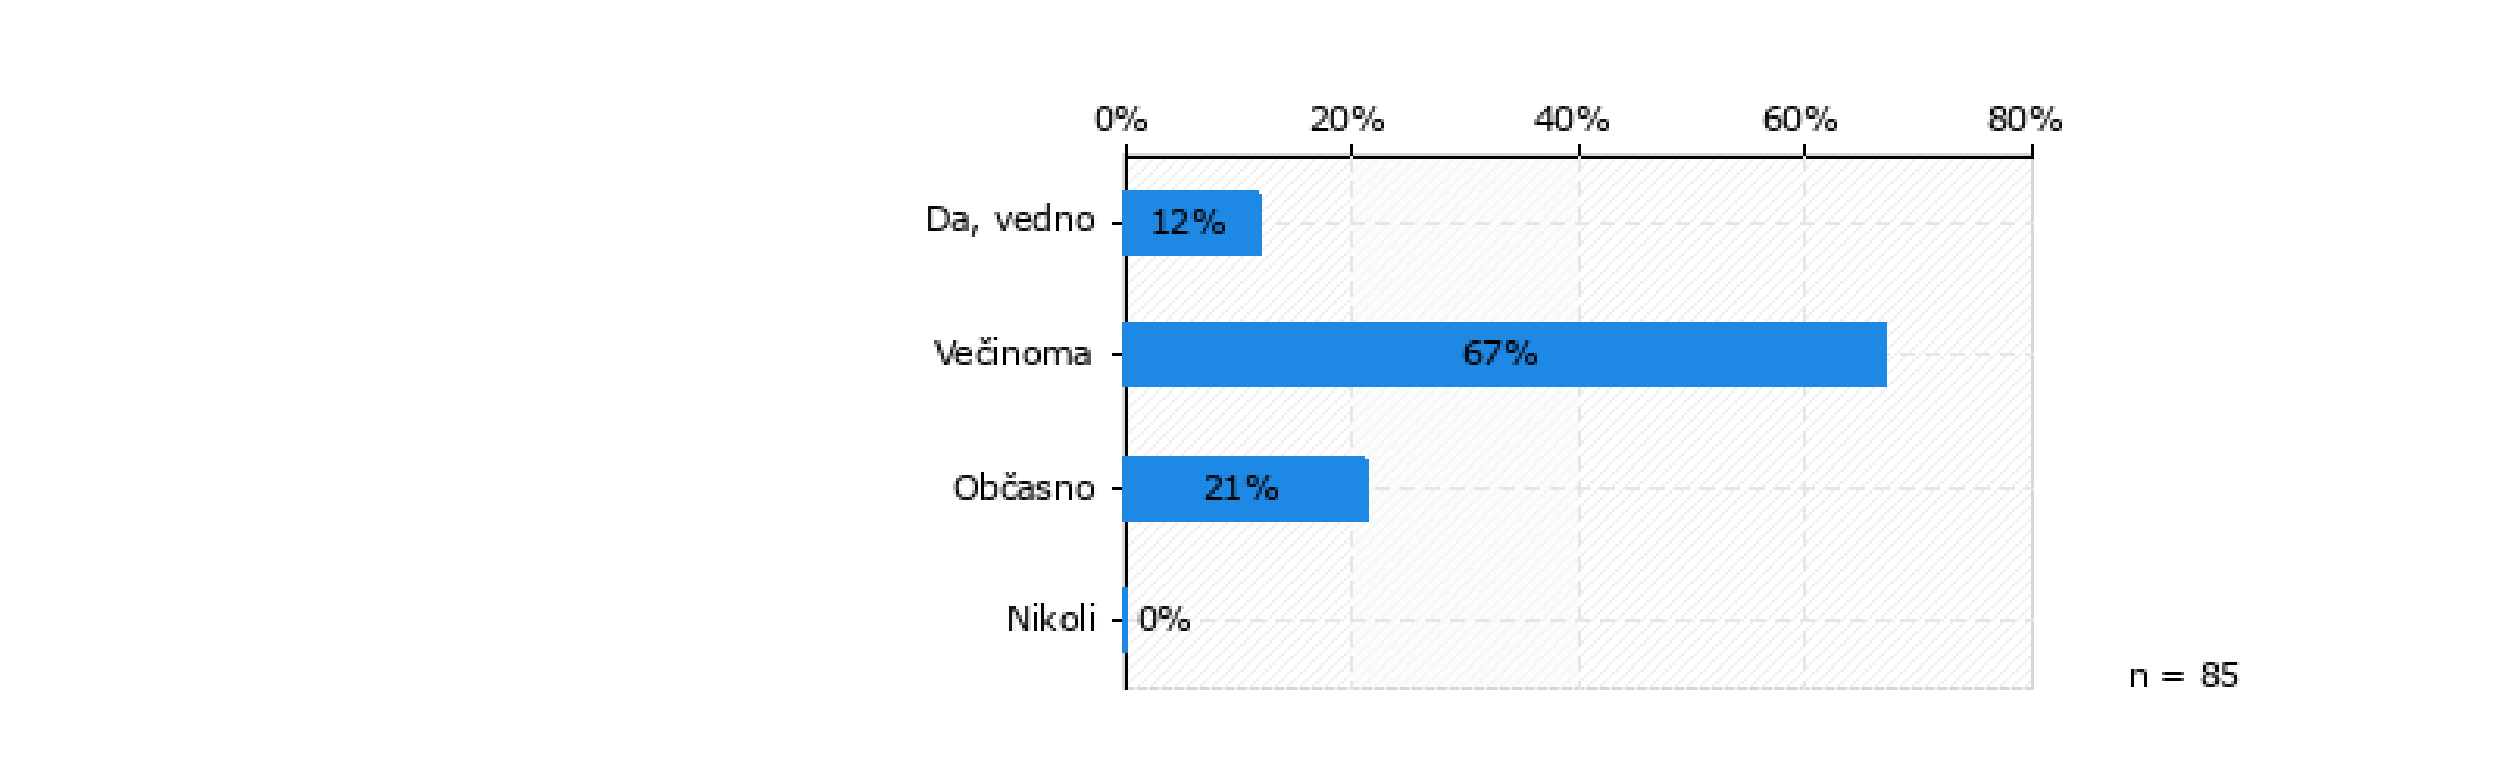 0% 20% 40% 60% 80%
Da, vedno 12%
Večinoma 67%
Občasno 21%
Nikoli 0%
n = 85